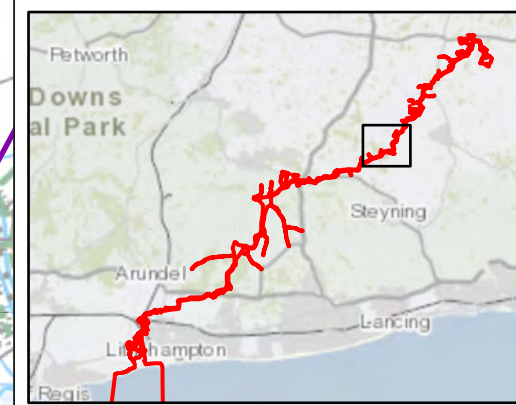 Petworth
Downs
al Park
Steyning
Arundel
Lancing
Littlehampton
f Regis